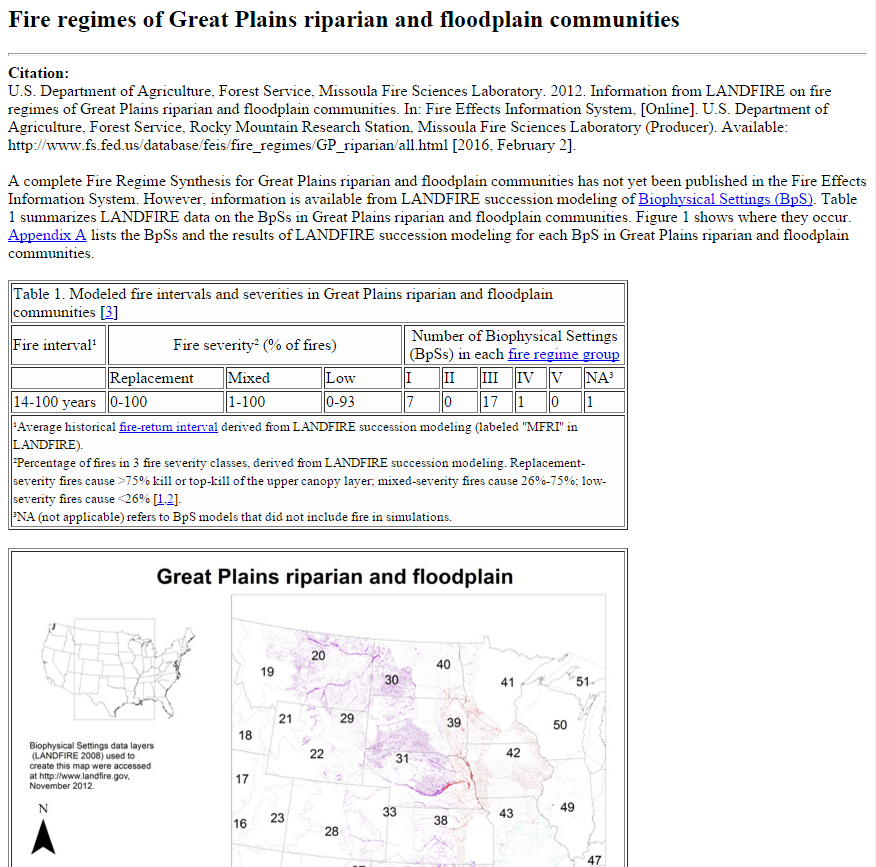 Fire regimes of Great Plains riparian and floodplain communities
Citation:
U.S. Department of Agriculture, Forest Service, Missoula Fire Sciences Laboratory. 2012. Information from LANDFIRE on fire
regimes of Great Plains riparian and floodplain communities. In: Fire Effects Information System, [Online]. U.S. Department of
Agriculture, Forest Service, Rocky Mountain Research Station, Missoula Fire Sciences Laboratory (Producer). Available:
http://www.fs.fed.us/database/feis/fire_regimes/GP_riparian/all.html [2016, February 2].
A complete Fire Regime Synthesis for Great Plains riparian and floodplain communities has not yet been published in the Fire Effects
Information System. However, information is available from LANDFIRE succession modeling of Biophysical Settings (BpS). Table
1 summarizes LANDFIRE data on the BpSs in Great Plains riparian and floodplain communities. Figure 1 shows where they occur.
Appendix A lists the BpSs and the results of LANDFIRE succession modeling for each BpS in Great Plains riparian and floodplain
communities.
Table 1. Modeled fire intervals and severities in Great Plains riparian and floodplain
communities [3]
Fire interval¹ Fire severity² (% of fires) Number of Biophysical Settings
(BpSs) in each fire regime group
Replacement Mixed Low I II III IV V NA³
14-100 years 0-100 1-100 0-93 7 0 17 1 0 1
¹Average historical fire-return interval derived from LANDFIRE succession modeling (labeled "MFRI" in
LANDFIRE).
²Percentage of fires in 3 fire severity classes, derived from LANDFIRE succession modeling. Replacement-
severity fires cause >75% kill or top-kill of the upper canopy layer; mixed-severity fires cause 26%-75%; low-
severity fires cause <26% [1,2].
³NA (not applicable) refers to BpS models that did not include fire in simulations.
Great Plains riparian and floodplain
20
40
19
30
41
51
21
29
39
50
18
22
31
42
17
33
38
43
49
16
23
28
47
Biophysical Settings data layers
(LANDFIRE 2008) used to
create this map were accessed
at http://www.landfire.gov,
November 2012.
N